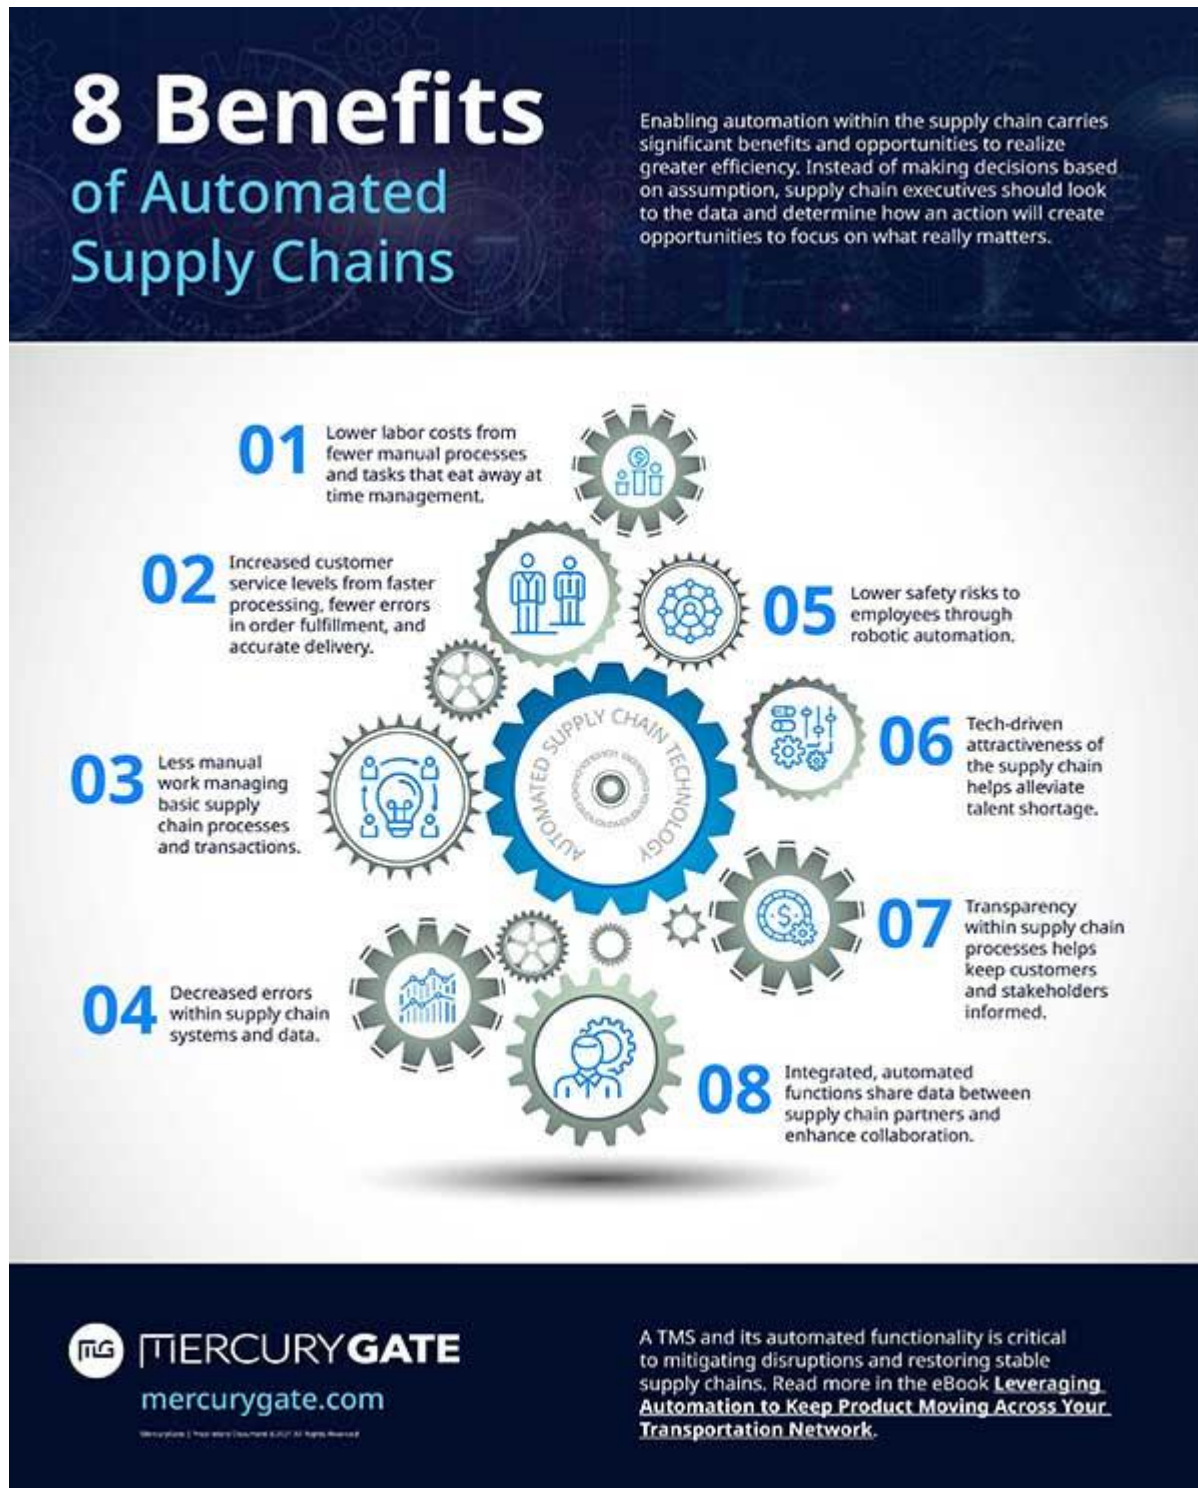 8 Benefits
of Automated
Supply Chains
Enabling automation within the supply chain carries
significant benefits and opportunities to realize
greater efficiency. Instead of making decisions based
on assumption, supply chain executives should look
to the data and determine how an action will create
opportunities to focus on what really matters.
01
Lower labor costs from
fewer manual processes
and tasks that eat away at
time management.
02
Increased customer
service levels from faster
processing, fewer errors
in order fulfillment, and
accurate delivery.
03
Less manual
work managing
basic supply
chain processes
and transactions.
04
Decreased errors
within supply chain
systems and data.
AUTOMATED SUPPLY CHAIN TECHNOLOGY
05
Lower safety risks to
employees through
robotic automation.
06
Tech-driven
attractiveness of
the supply chain
helps alleviate
talent shortage.
07
Transparency
within supply chain
processes helps
keep customers
and stakeholders
informed.
08
Integrated, automated
functions share data between
supply chain partners and
enhance collaboration.
MG MERCURYGATE
mercurygate.com
A TMS and its automated functionality is critical
to mitigating disruptions and restoring stable
supply chains. Read more in the eBook Leveraging
Automation to Keep Product Moving Across Your
Transportation Network.